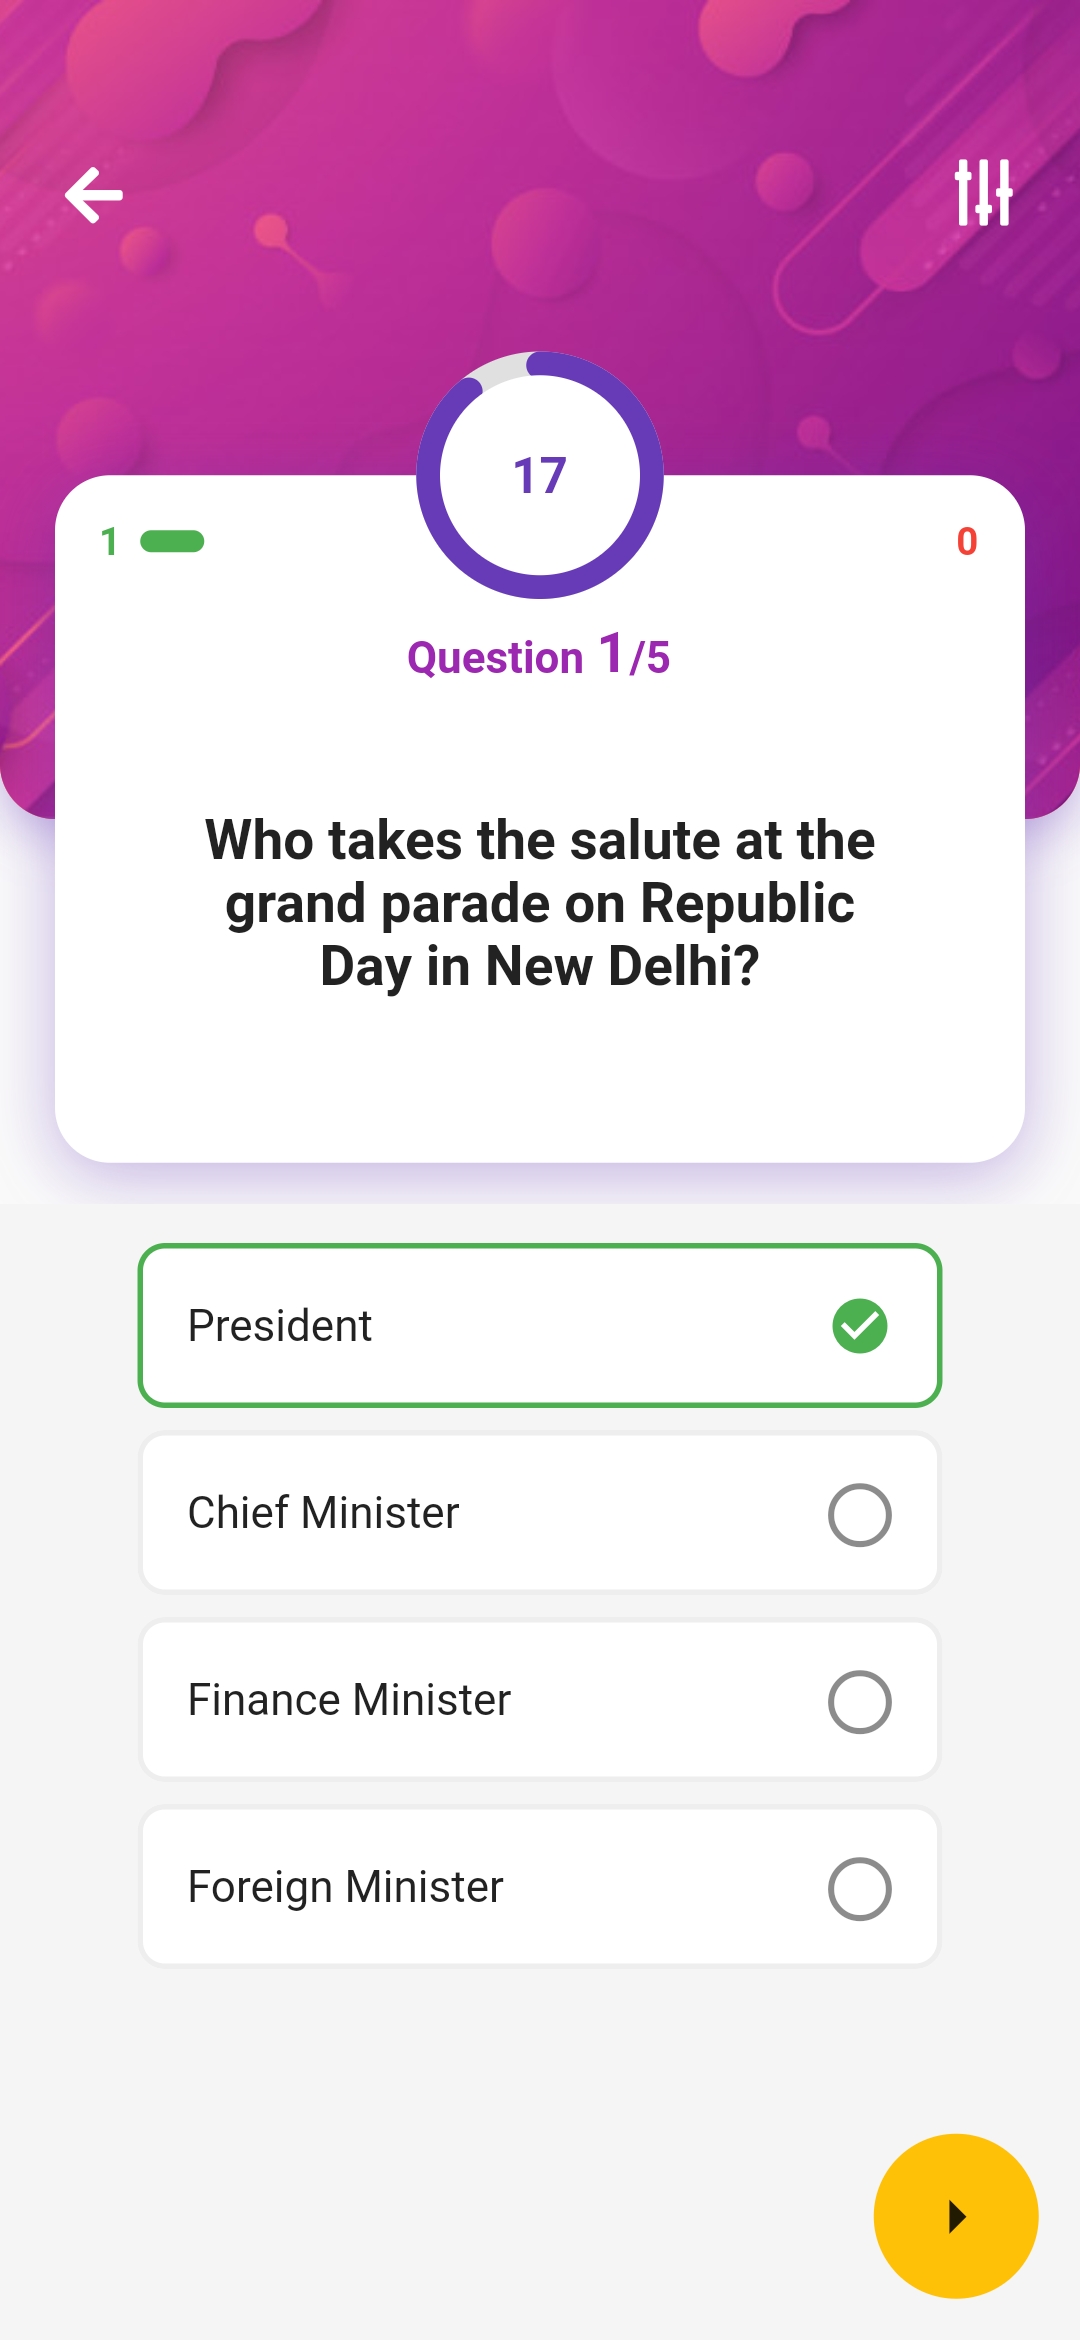 17
1
0
Question 1/5
Who takes the salute at the
grand parade on Republic
Day in New Delhi?
President
Chief Minister
Finance Minister
Foreign Minister